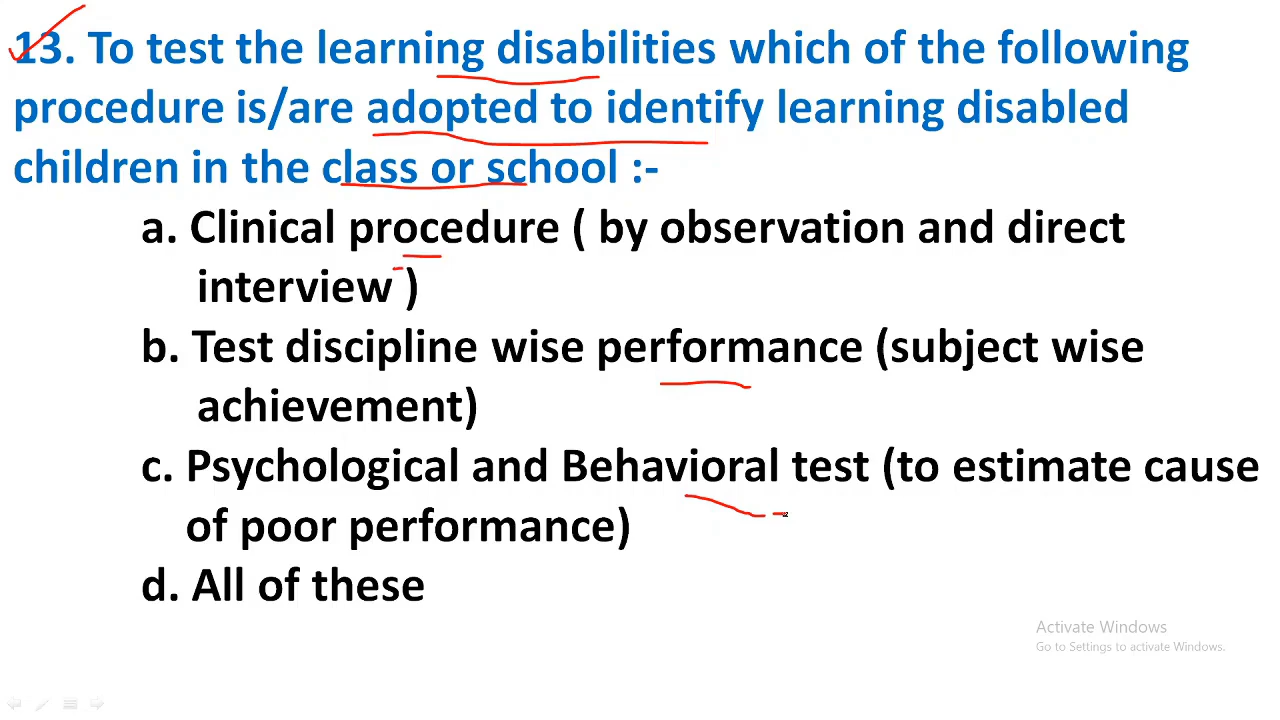 13. To test the learning disabilities which of the following
procedure is/are adopted to identify learning disabled
children in the class or school :-
a. Clinical procedure ( by observation and direct
interview )
b. Test discipline wise performance (subject wise
achievement)
c. Psychological and Behavioral test (to estimate cause
of poor performance)
d. All of these
Activate Windows
Go to Settings to activate Windows.